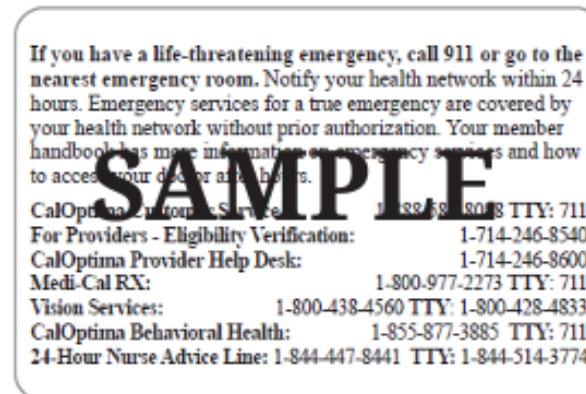 If you have a life-threatening emergency, call 911 or go to the
nearest emergency room. Notify your health network within 24
hours. Emergency services for a true emergency are covered by
your health network without prior authorization. Your member
handbook has more information on emergency services and how
to access your doctor after hours.
SAMPLE
CalOptima Customer Service: TTY: 711
For Providers - Eligibility Verification: 1-714-246-8540
CalOptima Provider Help Desk: 1-714-246-8600
Medi-Cal RX: 1-800-977-2273 TTY: 711
Vision Services: 1-800-438-4560 TTY: 1-800-428-4833
CalOptima Behavioral Health: 1-855-877-3885 TTY: 711
24-Hour Nurse Advice Line: 1-844-447-8441 TTY: 1-844-514-3774